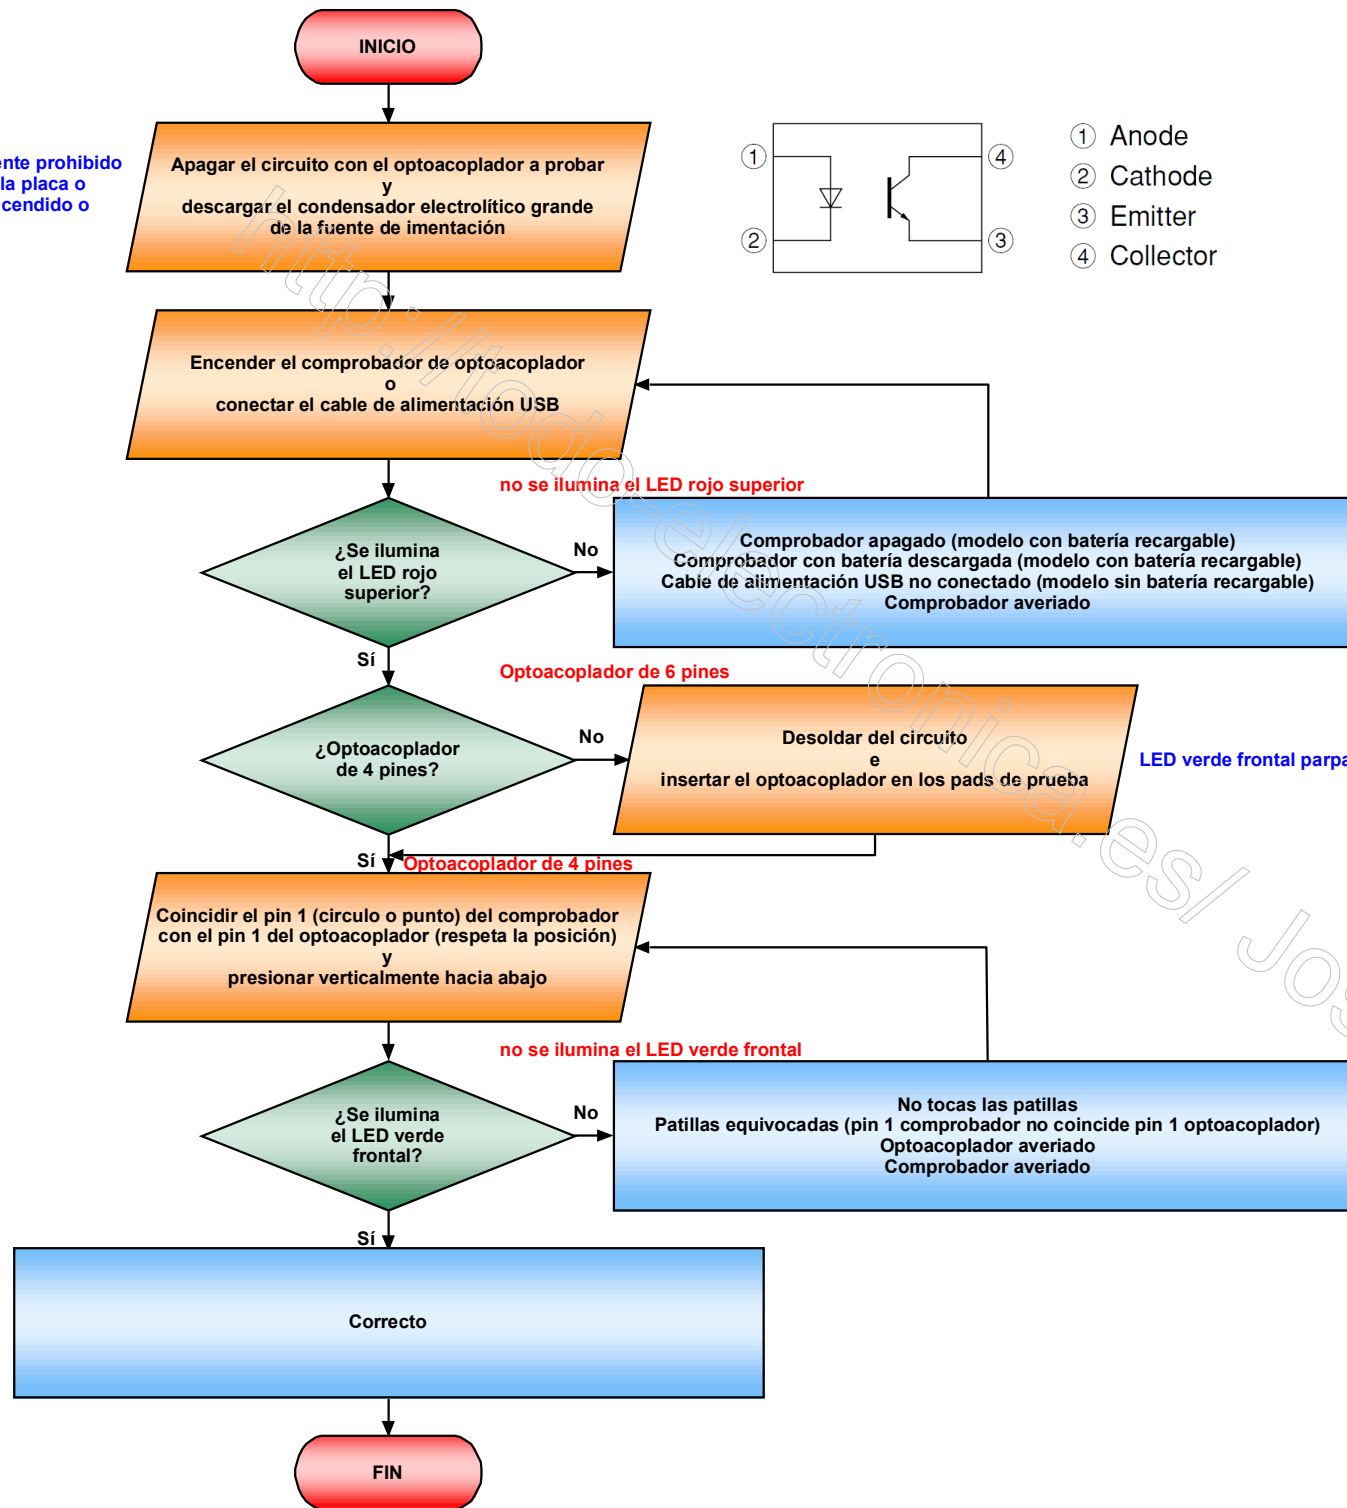 INICIO
ente prohibido
la placa o
cendido o
Apagar el circuito con el optoacoplador a probar
y
descargar el condensador electrolítico grande
de la fuente de imentación
1
2
4
3
1 Anode
2 Cathode
3 Emitter
4 Collector
Encender el comprobador de optoacoplador
o
conectar el cable de alimentación USB
no se ilumina el LED rojo superior
¿Se ilumina
el LED rojo
superior?
No
Comprobador apagado (modelo con batería recargable)
Comprobador con batería descargada (modelo con batería recargable)
Cable de alimentación USB no conectado (modelo sin batería recargable)
Comprobador averiado
Sí
Optoacoplador de 6 pines
¿Optoacoplador
de 4 pines?
No
Desoldar del circuito
e
insertar el optoacoplador en los pads de prueba
LED verde frontal parpa
Sí
Optoacoplador de 4 pines
Coincidir el pin 1 (circulo o punto) del comprobador
con el pin 1 del optoacoplador (respeta la posición)
y
presionar verticalmente hacia abajo
no se ilumina el LED verde frontal
¿Se ilumina
el LED verde
frontal?
No
No tocas las patillas
Patillas equivocadas (pin 1 comprobador no coincide pin 1 optoacoplador)
Optoacoplador averiado
Comprobador averiado
Sí
Correcto
FIN
http://todo-electronica.es/ Jos